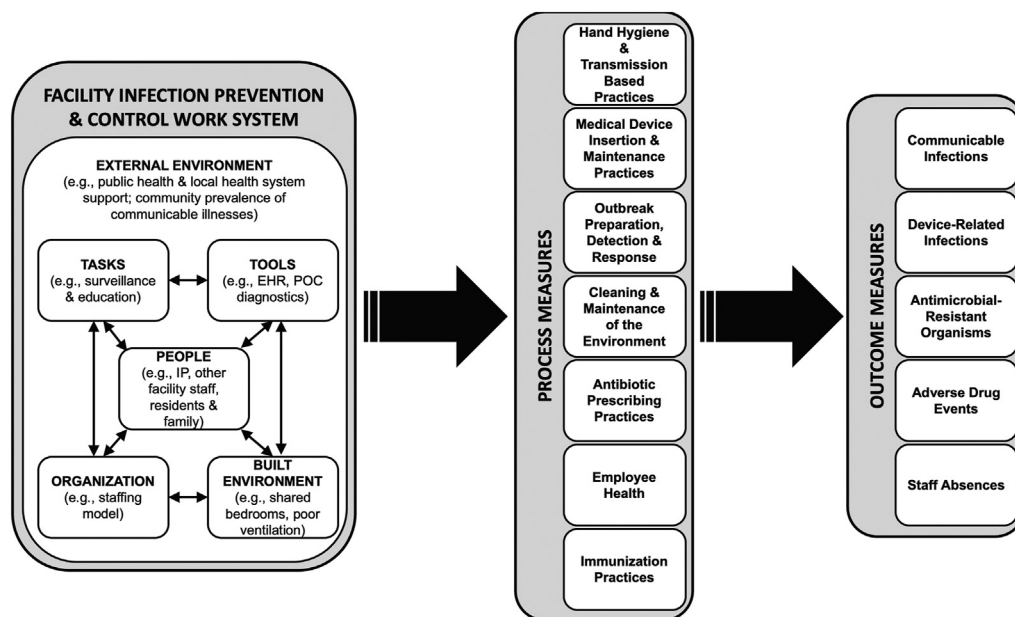 FACILITY INFECTION PREVENTION
& CONTROL WORK SYSTEM
EXTERNAL ENVIRONMENT
(e.g., public health & local health system
support; community prevalence of
communicable illnesses)
TASKS
(e.g., surveillance
& education)
TOOLS
(e.g., EHR, POC
diagnostics)
PEOPLE
(e.g., IP, other
facility staff,
residents &
family)
ORGANIZATION
(e.g., staffing
model)
BUILT
ENVIRONMENT
(e.g., shared
bedrooms, poor
ventilation)
PROCESS MEASURES
Hand Hygiene
&
Transmission
Based
Practices
Medical Device
Insertion &
Maintenance
Practices
Outbreak
Preparation,
Detection &
Response
Cleaning &
Maintenance
of the
Environment
Antibiotic
Prescribing
Practices
Employee
Health
Immunization
Practices
OUTCOME MEASURES
Communicable
Infections
Device-Related
Infections
Antimicrobial-
Resistant
Organisms
Adverse Drug
Events
Staff Absences